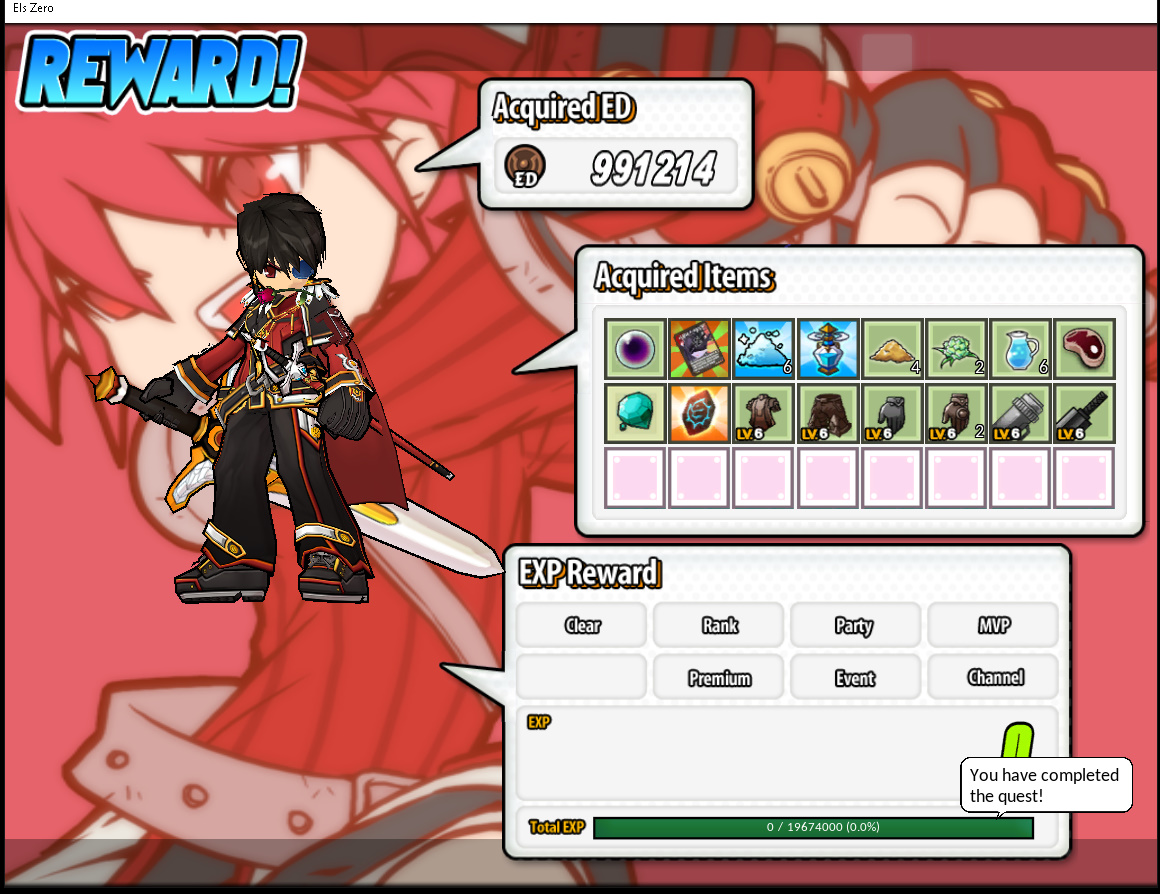 Els Zero
REWARD!
Acquired ED
ED 991214
Acquired Items
6 4 2 6
LV.6 LV.6 LV.6 LV.6 2 LV.6 LV.6
EXP Reward
Clear Rank Party MVP
Premium Event Channel
EXP
You have completed
the quest!
Total EXP 0 / 19674000 (0.0%)